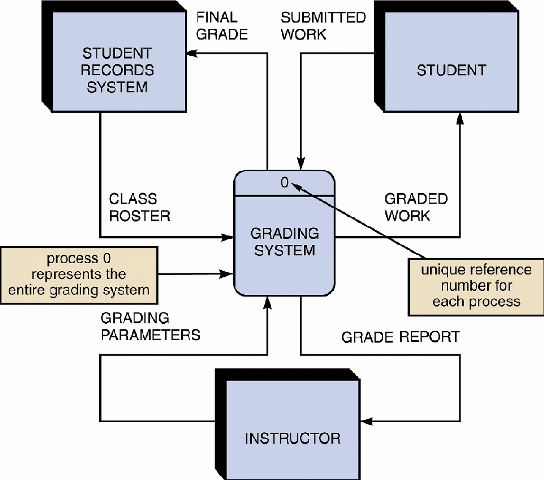 FINAL
GRADE
SUBMITTED
WORK
STUDENT
RECORDS
SYSTEM
STUDENT
0
CLASS
ROSTER
GRADING
SYSTEM
GRADED
WORK
process 0
represents the
entire grading system
unique reference
number for
each process
GRADING
PARAMETERS
GRADE REPORT
INSTRUCTOR